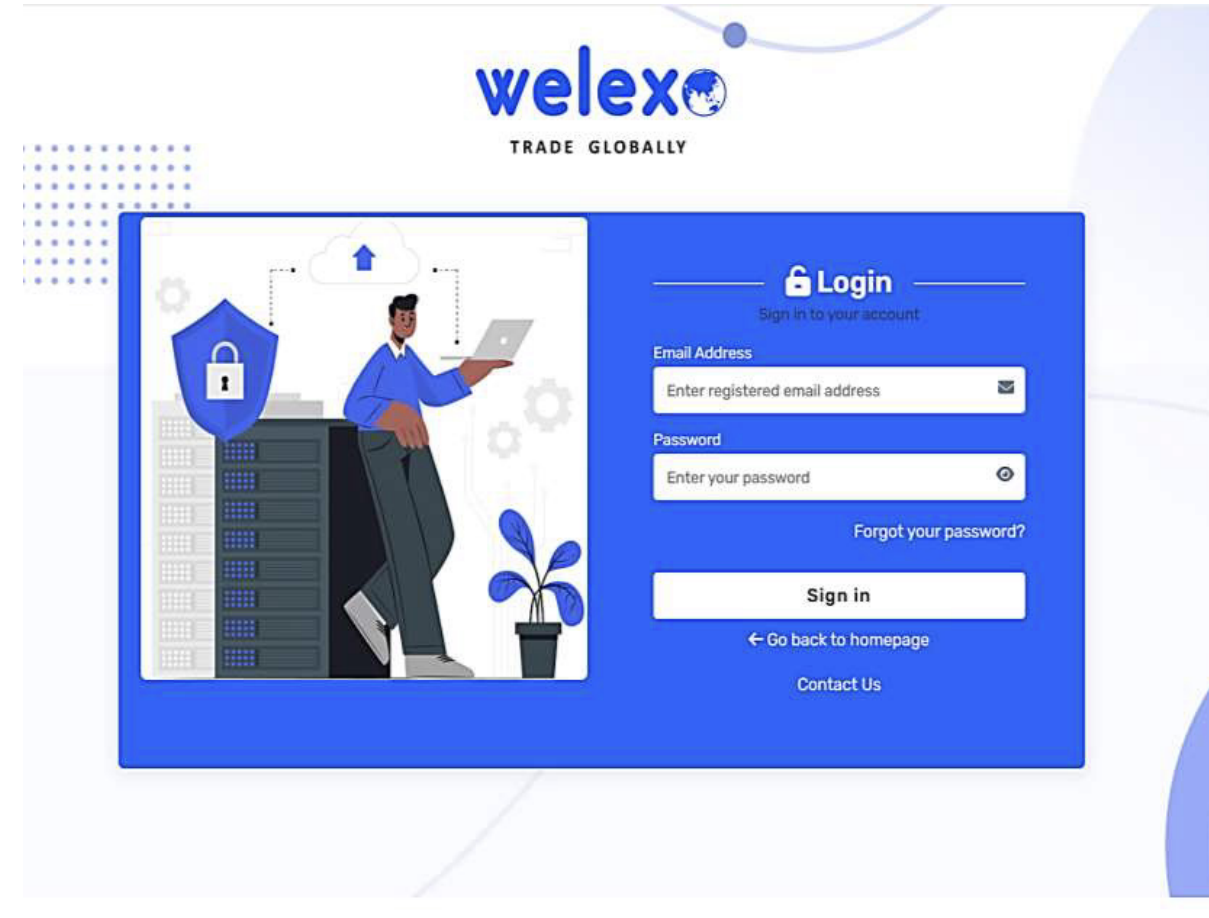 welexo
TRADE GLOBALLY
Login
Sign in to your account
Email Address
Enter registered email address
Password
Enter your password
Forgot your password?
Sign in
Go back to homepage
Contact Us